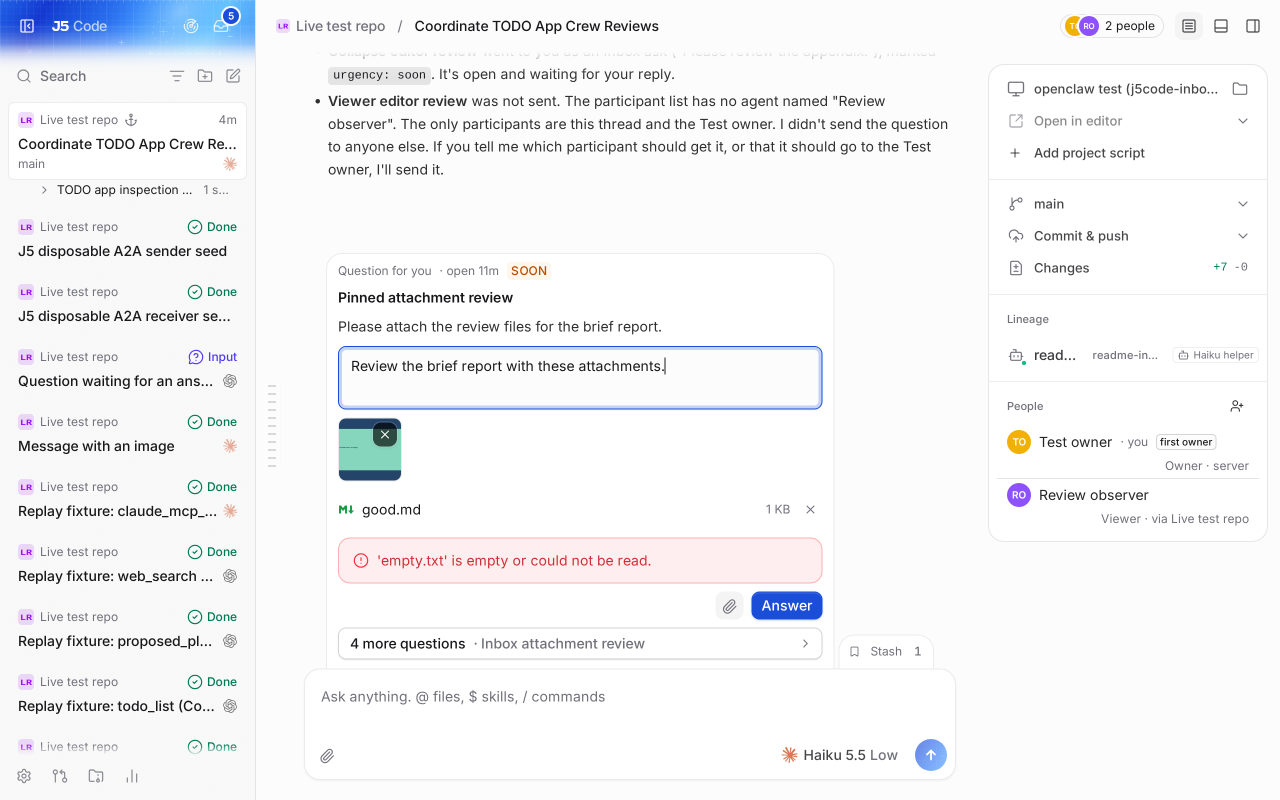 J5 Code
5
Search
LR Live test repo 4m
Coordinate TODO App Crew Re...
main
TODO app inspection ... 1 s...
LR Live test repo Done
J5 disposable A2A sender seed
LR Live test repo Done
J5 disposable A2A receiver se...
LR Live test repo Input
Question waiting for an ans...
LR Live test repo Done
Message with an image
LR Live test repo Done
Replay fixture: claude_mcp_...
LR Live test repo Done
Replay fixture: web_search ...
LR Live test repo Done
Replay fixture: proposed_pl...
LR Live test repo Done
Replay fixture: todo_list (Co...
LR Live test repo Done
LR Live test repo / Coordinate TODO App Crew Reviews
RO 2 people
urgency: soon. It's open and waiting for your reply.
• Viewer editor review was not sent. The participant list has no agent named "Review
observer". The only participants are this thread and the Test owner. I didn't send the question
to anyone else. If you tell me which participant should get it, or that it should go to the Test
owner, I'll send it.
Question for you · open 11m SOON
Pinned attachment review
Please attach the review files for the brief report.
Review the brief report with these attachments.
M↓ good.md 1 KB
'empty.txt' is empty or could not be read.
Answer
4 more questions · Inbox attachment review
Stash 1
Ask anything. @ files, $ skills, / commands
Haiku 5.5 Low
openclaw test (j5code-inbo...
Open in editor
Add project script
main
Commit & push
Changes +7 -0
Lineage
read... readme-in... Haiku helper
People
TO Test owner · you first owner
Owner · server
RO Review observer
Viewer · via Live test repo